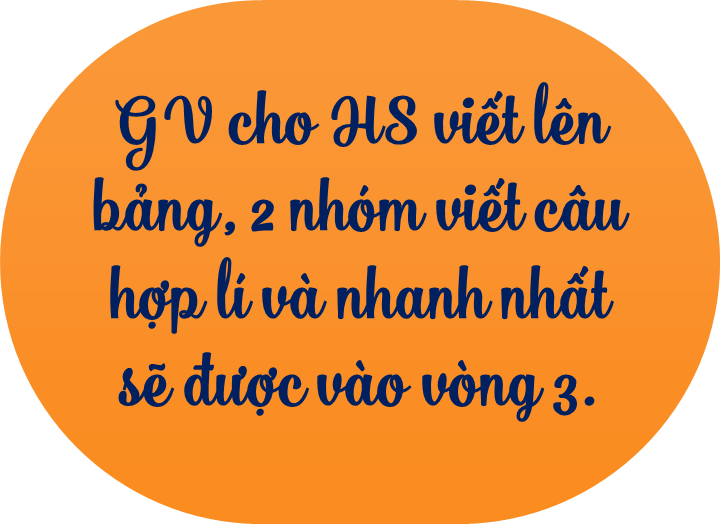 GV cho HS viết lên
bảng, 2 nhóm viết câu
hợp lí và nhanh nhất
sẽ được vào vòng 3.